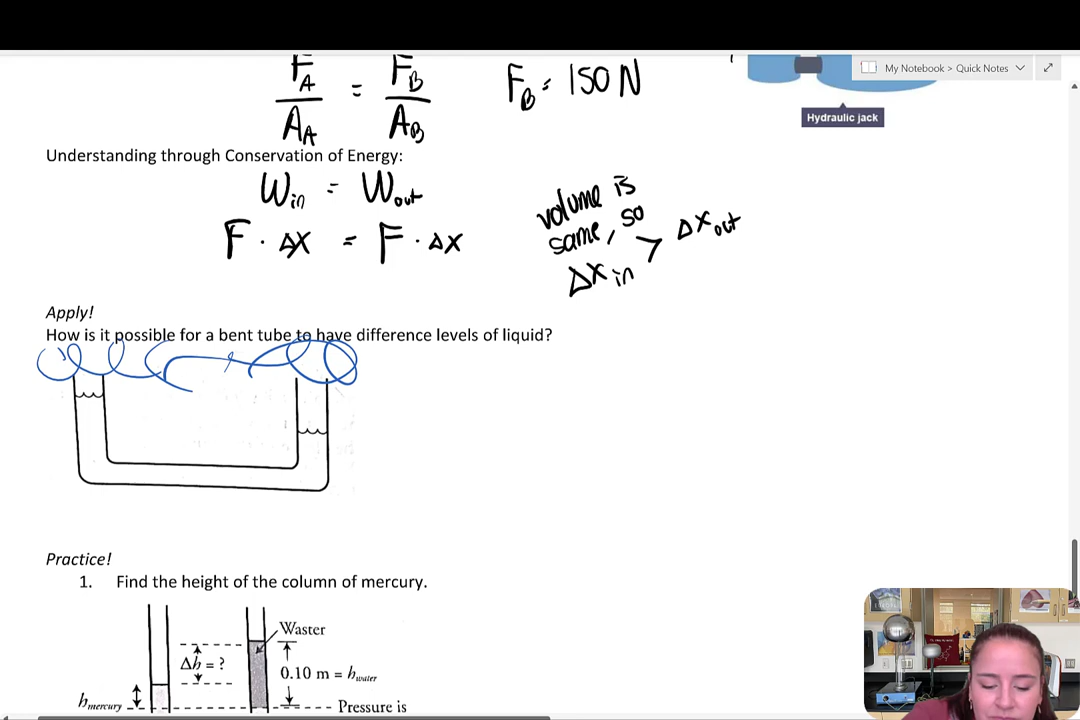 F_A / A_A = F_B / A_B
F_B = 150 N
My Notebook > Quick Notes
Hydraulic jack
Understanding through Conservation of Energy:
W_in = W_out
F · Δx = F · Δx
volume is
same, so
Δx_in > Δx_out
Apply!
How is it possible for a bent tube to have difference levels of liquid?
Practice!
1. Find the height of the column of mercury.
Waster
Δh = ?
0.10 m = h_water
h_mercury
Pressure is